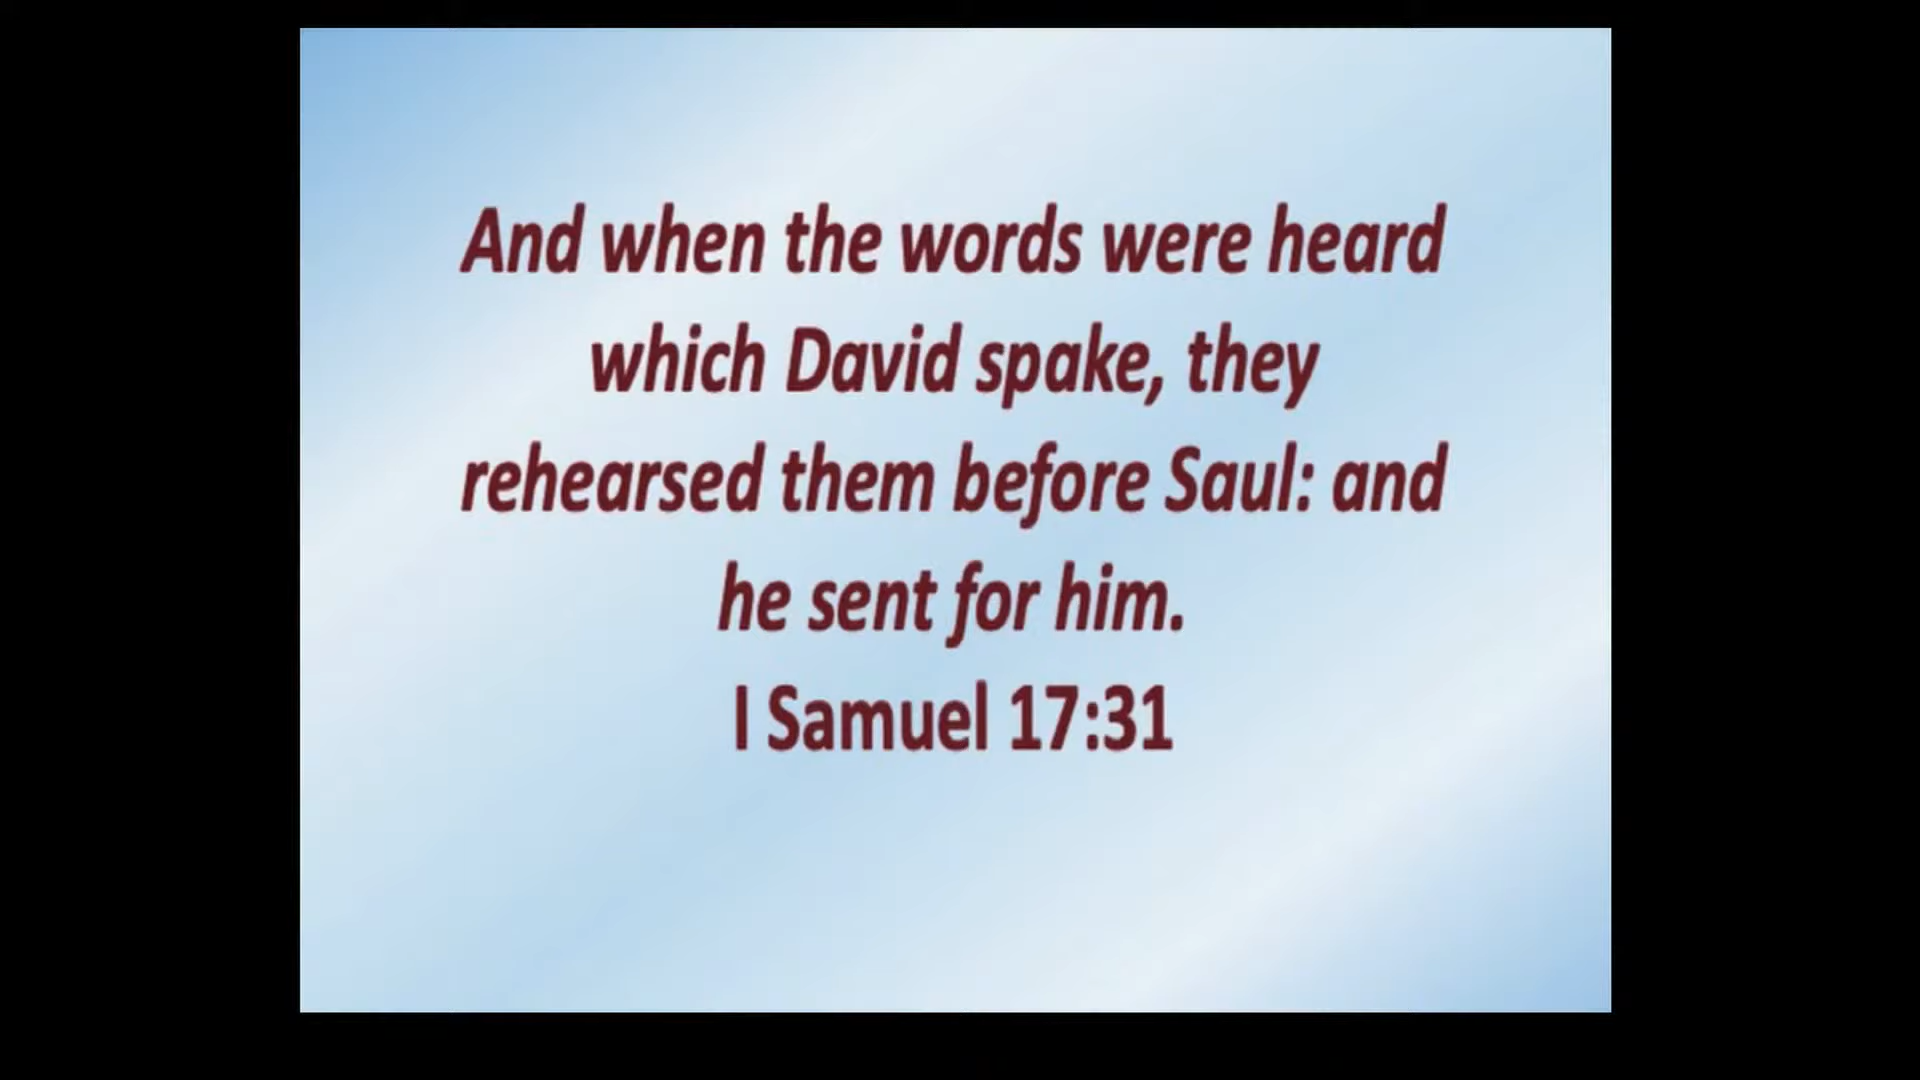 And when the words were heard
which David spake, they
rehearsed them before Saul: and
he sent for him.
I Samuel 17:31